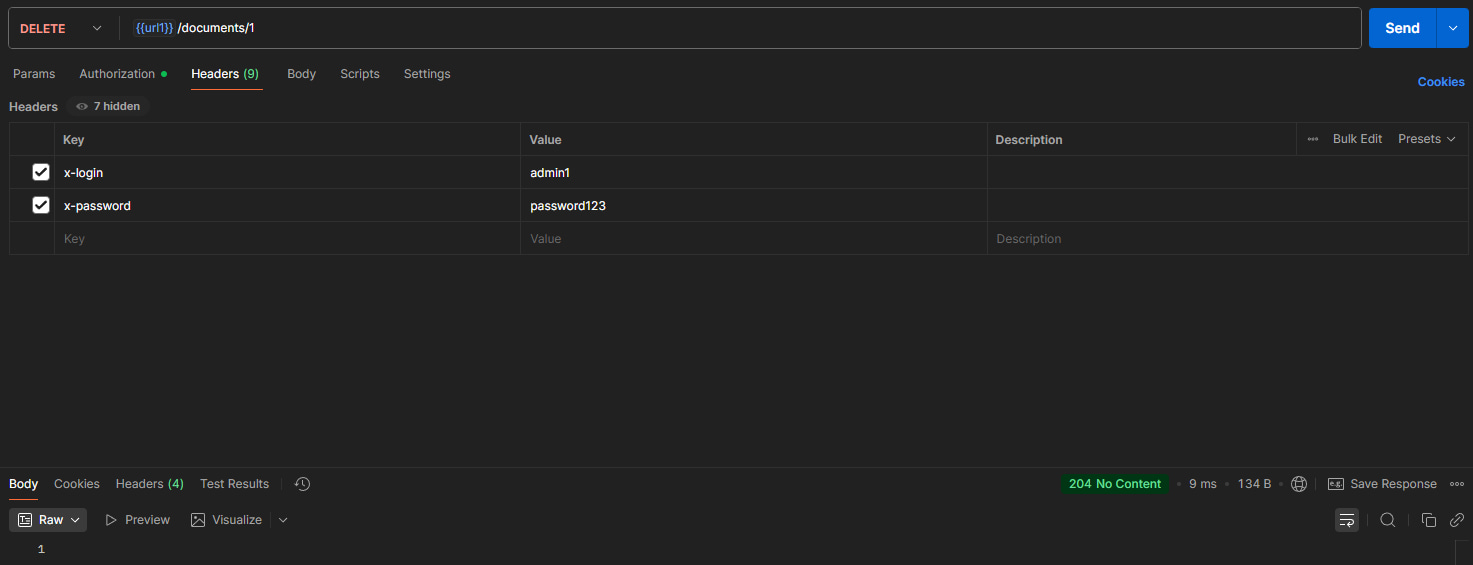 DELETE {{url1}} /documents/1 Send
Params Authorization Headers (9) Body Scripts Settings Cookies
Headers 7 hidden
Key Value Description Bulk Edit Presets
x-login admin1
x-password password123
Key Value Description
Body Cookies Headers (4) Test Results 204 No Content • 9 ms • 134 B • e.g. Save Response
Raw Preview Visualize
1